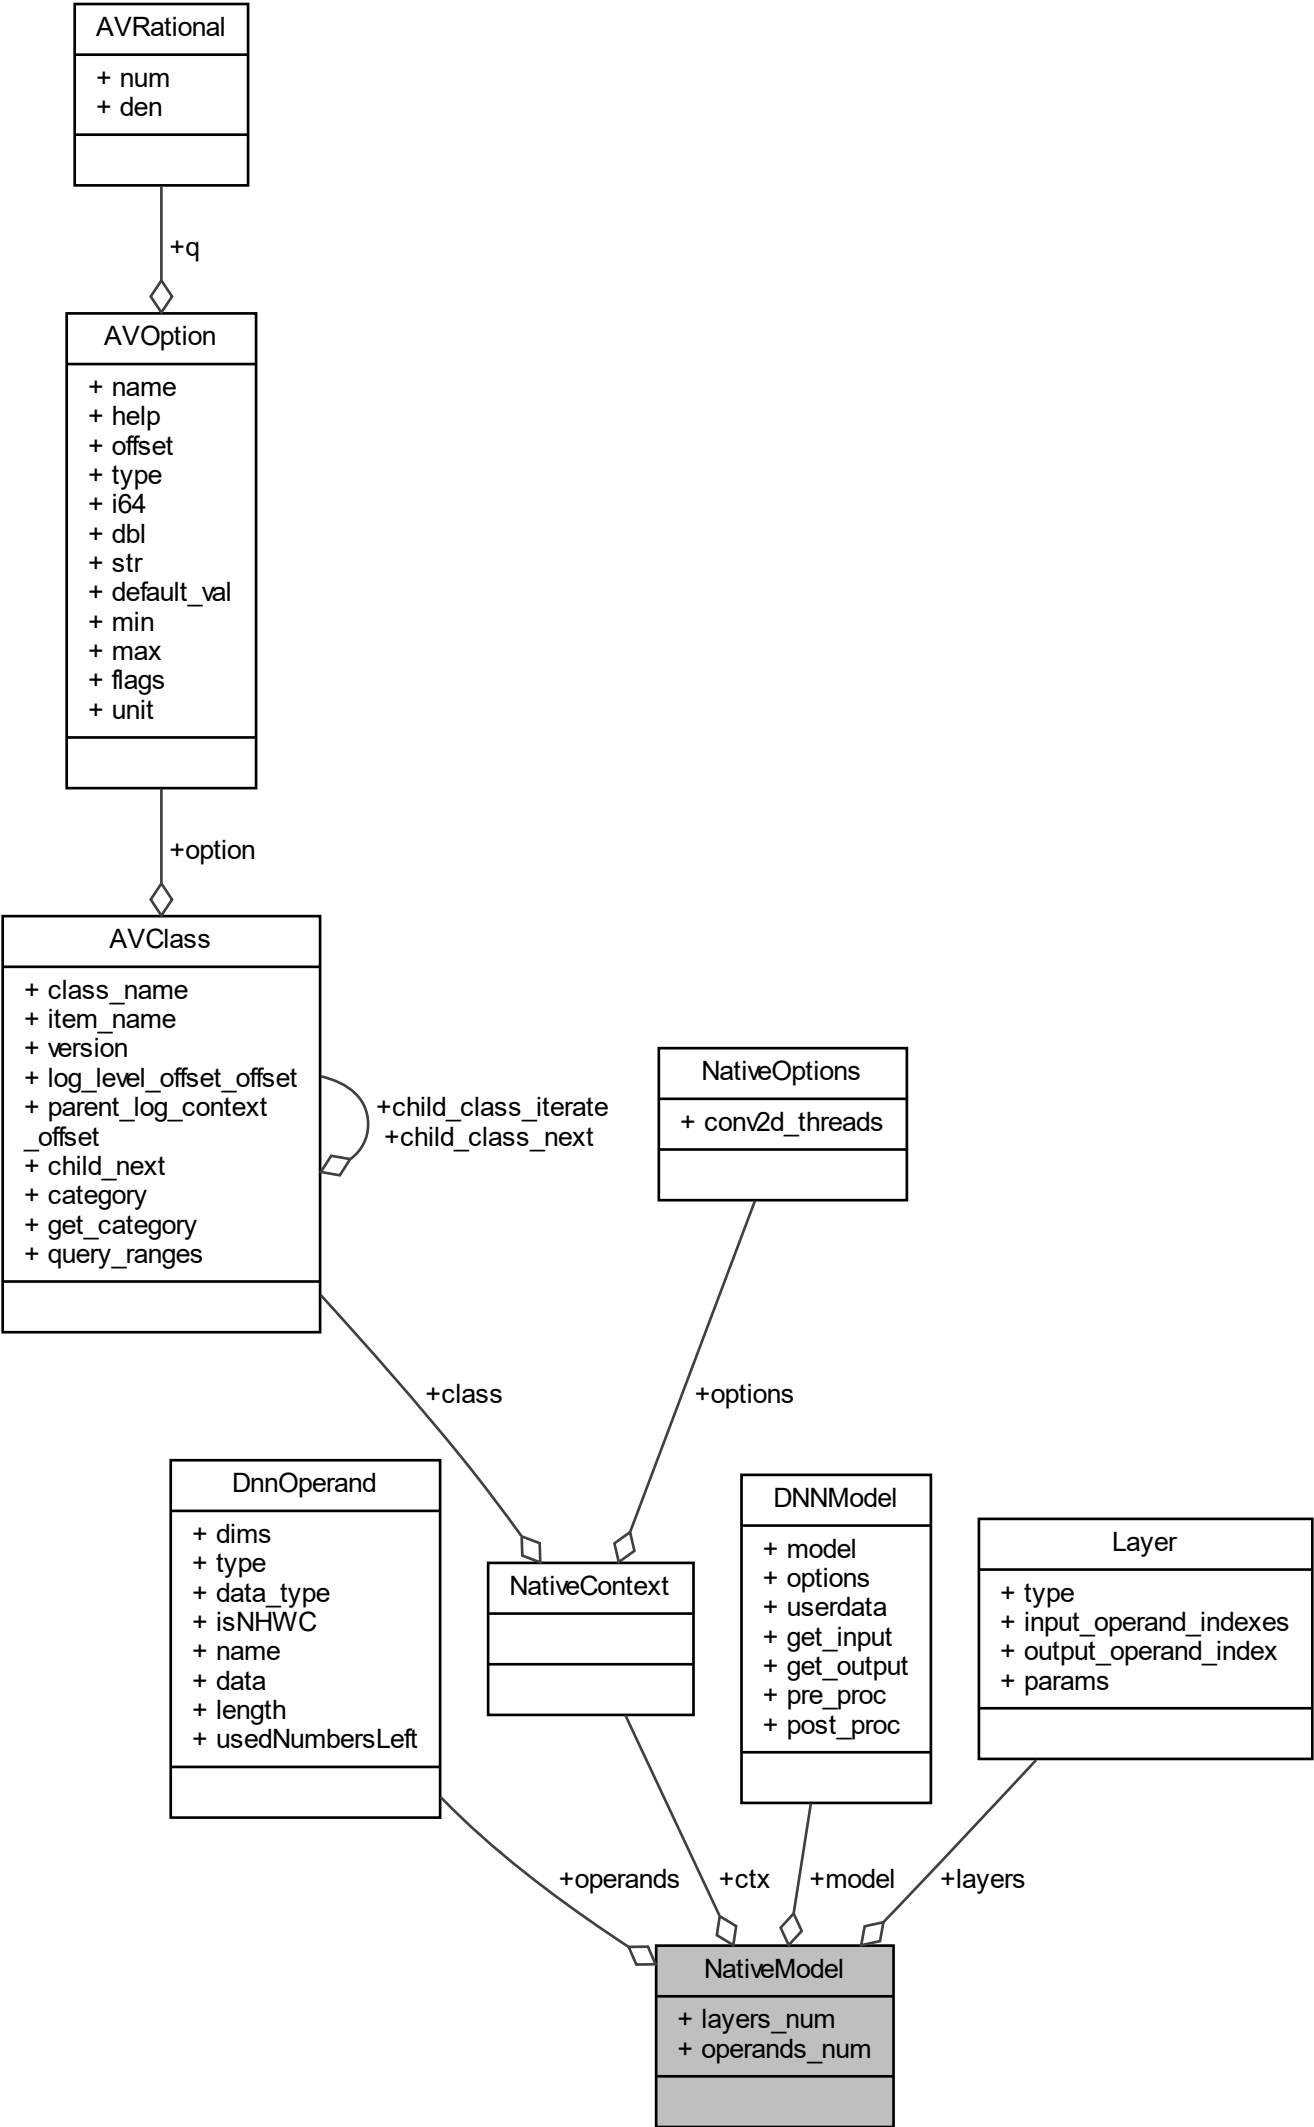 AVRational
+ num
+ den
+q
AVOption
+ name
+ help
+ offset
+ type
+ i64
+ dbl
+ str
+ default_val
+ min
+ max
+ flags
+ unit
+option
AVClass
+ class_name
+ item_name
+ version
+ log_level_offset_offset
+ parent_log_context
_offset
+ child_next
+ category
+ get_category
+ query_ranges
+child_class_iterate
+child_class_next
NativeOptions
+ conv2d_threads
+class
+options
DnnOperand
+ dims
+ type
+ data_type
+ isNHWC
+ name
+ data
+ length
+ usedNumbersLeft
NativeContext
DNNModel
+ model
+ options
+ userdata
+ get_input
+ get_output
+ pre_proc
+ post_proc
Layer
+ type
+ input_operand_indexes
+ output_operand_index
+ params
+operands
+ctx
+model
+layers
NativeModel
+ layers_num
+ operands_num